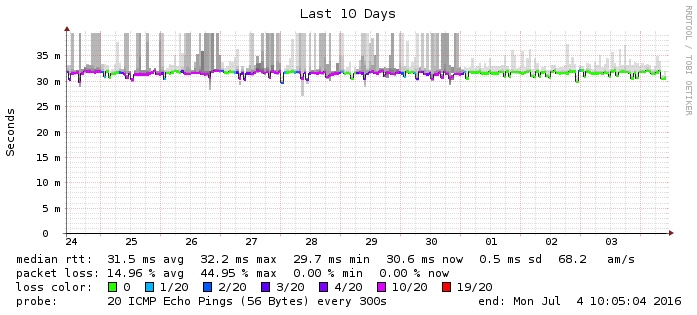 Last 10 Days
RRDTOOL / TOBI OETIKER
Seconds
35 m
30 m
25 m
20 m
15 m
10 m
5 m
0
24 25 26 27 28 29 30 01 02 03
median rtt: 31.5 ms avg 32.2 ms max 29.7 ms min 30.6 ms now 0.5 ms sd 68.2 am/s
packet loss: 14.96 % avg 44.95 % max 0.00 % min 0.00 % now
loss color: 0 1/20 2/20 3/20 4/20 10/20 19/20
probe: 20 ICMP Echo Pings (56 Bytes) every 300s end: Mon Jul 4 10:05:04 2016